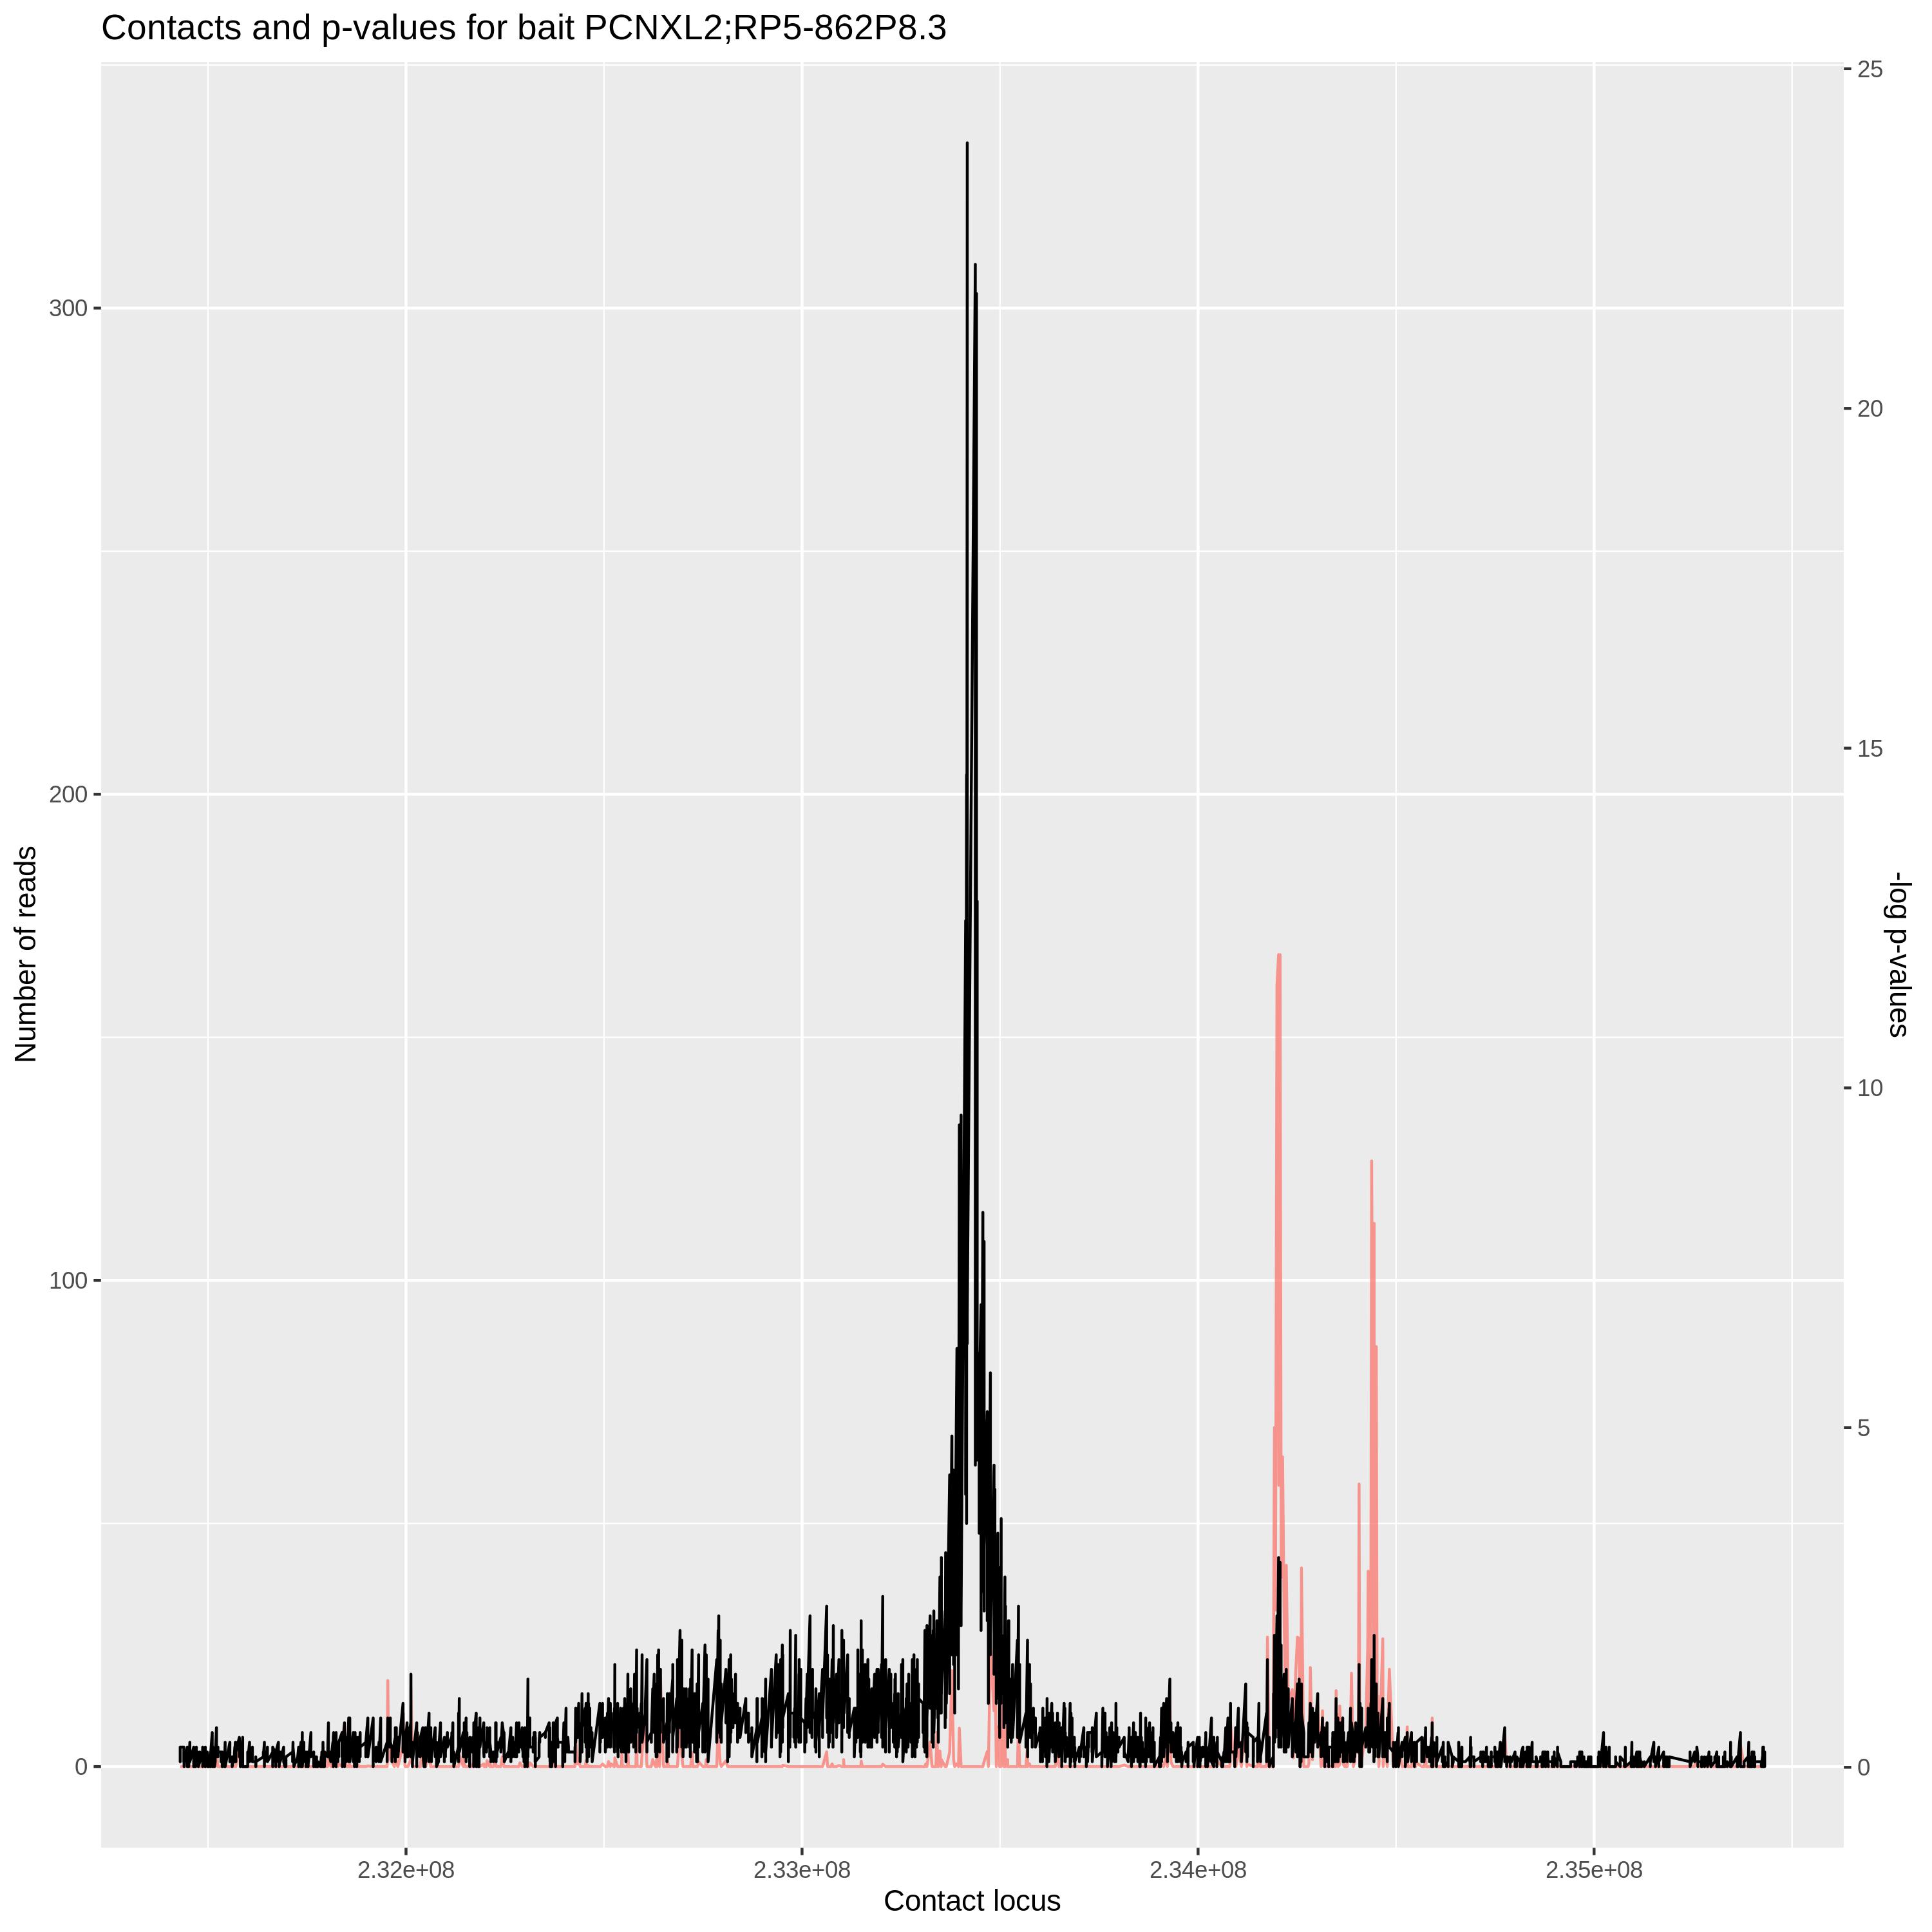 Contacts and p-values for bait PCNXL2;RP5-862P8.3
Number of reads
300
200
100
0
25
20
15
10
5
0
-log p-values
2.32e+08
2.33e+08
2.34e+08
2.35e+08
Contact locus